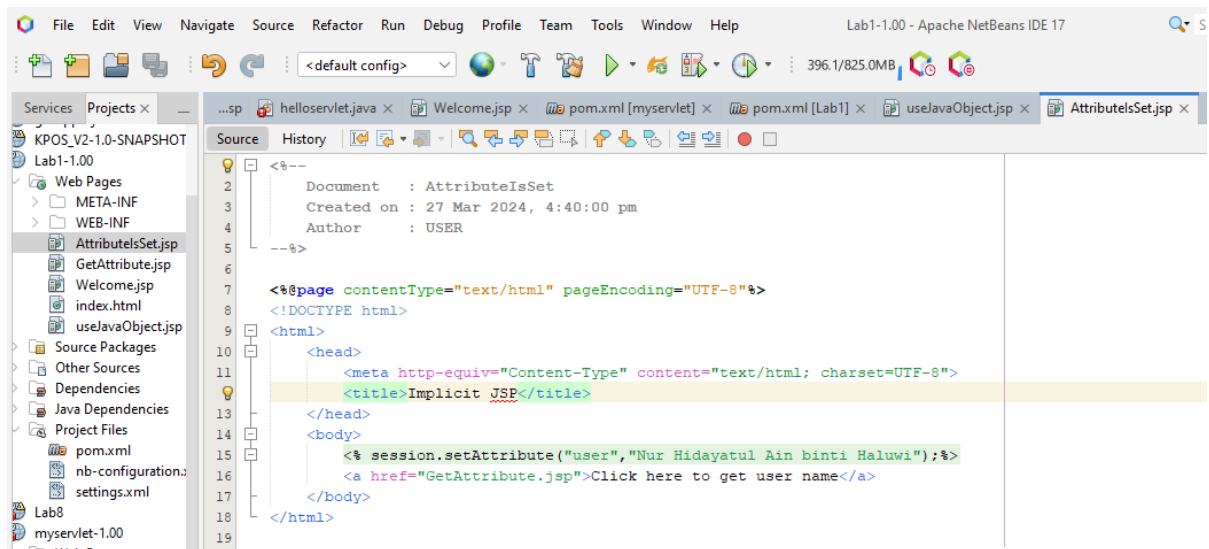 File Edit View Navigate Source Refactor Run Debug Profile Team Tools Window Help Lab1-1.00 - Apache NetBeans IDE 17
<default config> 396.1/825.0MB
Services Projects × ...sp helloservlet.java × Welcome.jsp × pom.xml [myservlet] × pom.xml [Lab1] × useJavaObject.jsp × AttributeIsSet.jsp ×
Source History
KPOS_V2-1.0-SNAPSHOT
Lab1-1.00
Web Pages
META-INF
WEB-INF
AttributeIsSet.jsp
GetAttribute.jsp
Welcome.jsp
index.html
useJavaObject.jsp
Source Packages
Other Sources
Dependencies
Java Dependencies
Project Files
pom.xml
nb-configuration.
settings.xml
Lab8
myservlet-1.00
<%--
2 Document : AttributeIsSet
3 Created on : 27 Mar 2024, 4:40:00 pm
4 Author : USER
5 --%>
6
7 <%@page contentType="text/html" pageEncoding="UTF-8"%>
8 <!DOCTYPE html>
9 <html>
10 <head>
11 <meta http-equiv="Content-Type" content="text/html; charset=UTF-8">
<title>Implicit JSP</title>
13 </head>
14 <body>
15 <% session.setAttribute("user","Nur Hidayatul Ain binti Haluwi");%>
16 <a href="GetAttribute.jsp">Click here to get user name</a>
17 </body>
18 </html>
19